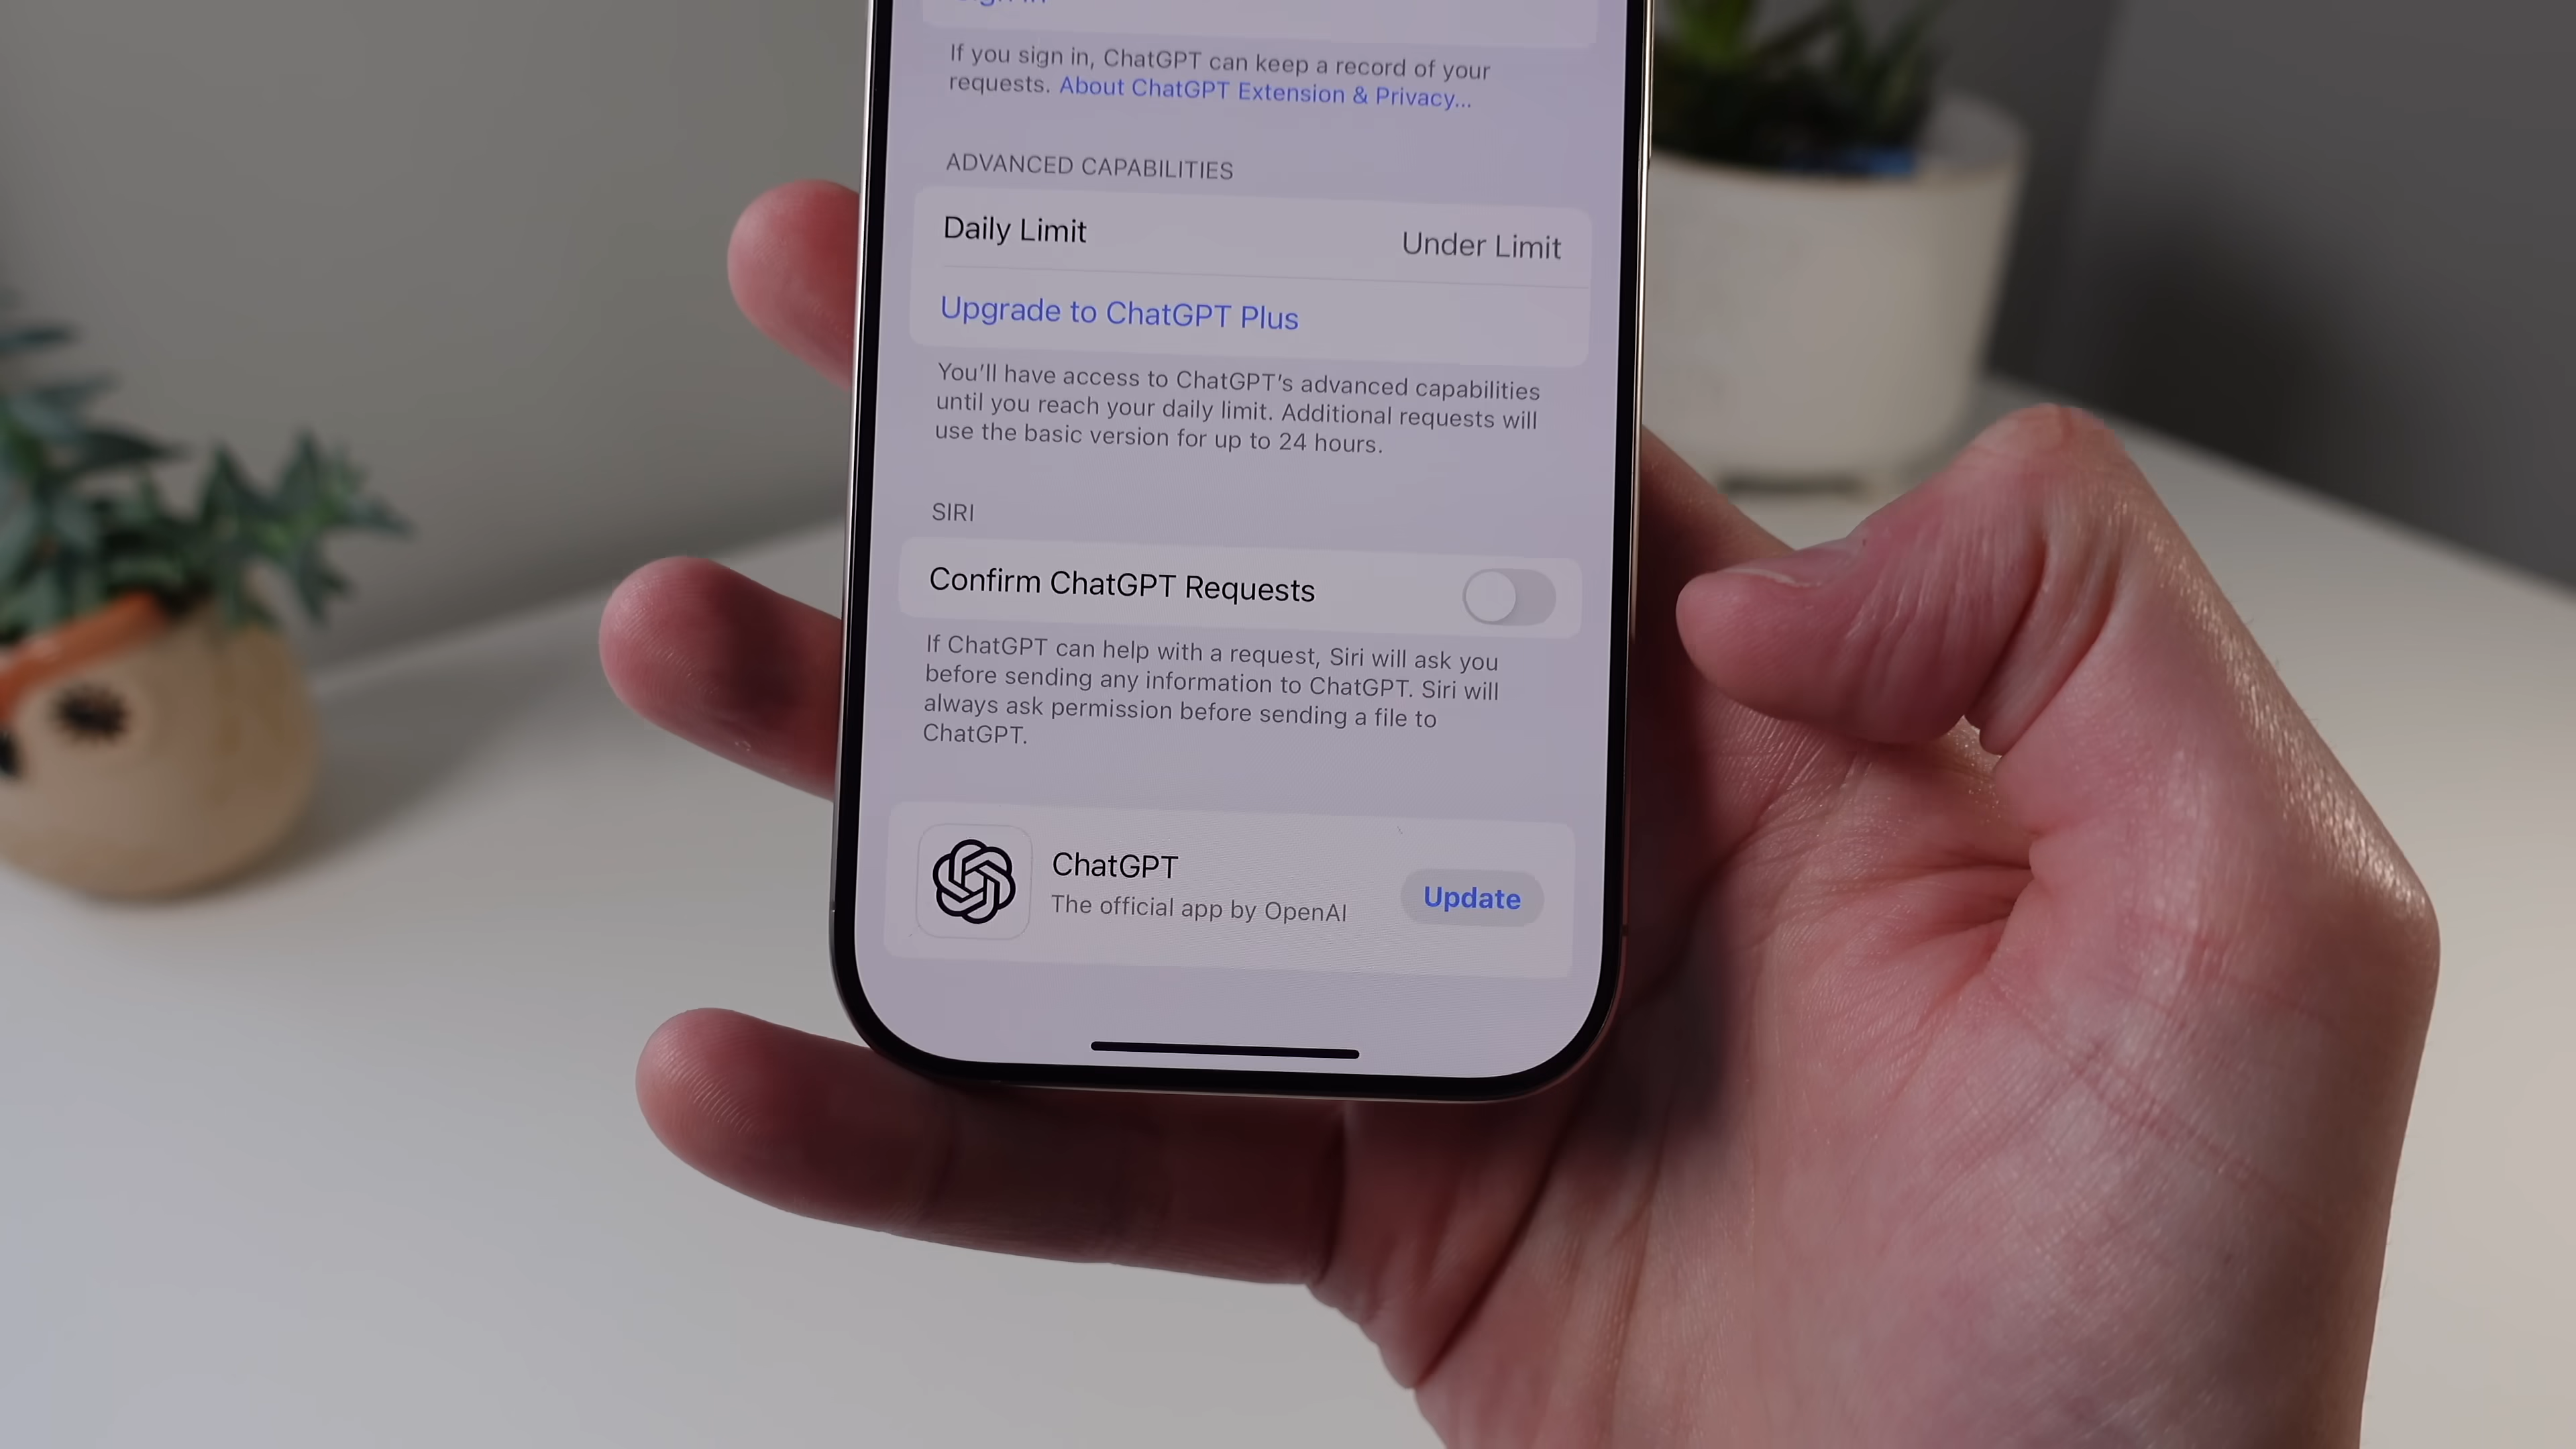 If you sign in, ChatGPT can keep a record of your
requests. About ChatGPT Extension & Privacy...
ADVANCED CAPABILITIES
Daily Limit Under Limit
Upgrade to ChatGPT Plus
You'll have access to ChatGPT's advanced capabilities
until you reach your daily limit. Additional requests will
use the basic version for up to 24 hours.
SIRI
Confirm ChatGPT Requests
If ChatGPT can help with a request, Siri will ask you
before sending any information to ChatGPT. Siri will
always ask permission before sending a file to
ChatGPT.
ChatGPT
The official app by OpenAI
Update